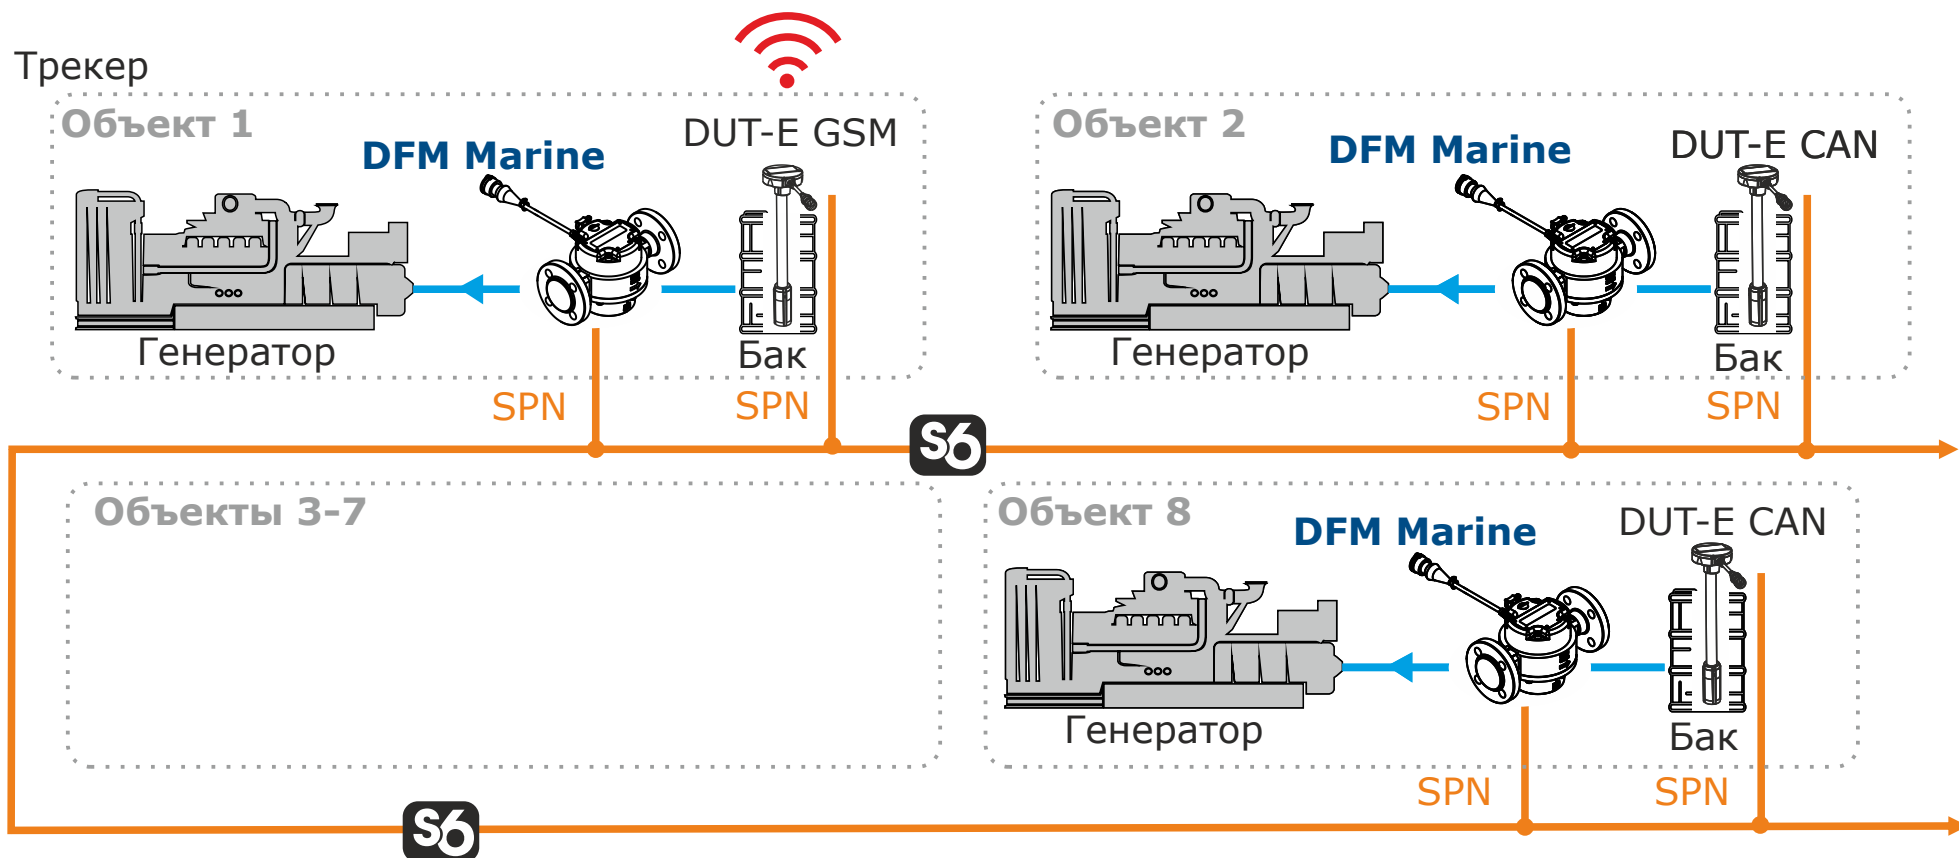 Трекер
Объект 1
DFM Marine
DUT-E GSM
Генератор
Бак
SPN
SPN
Объект 2
DFM Marine
DUT-E CAN
Генератор
Бак
SPN
SPN
S6
Объекты 3-7
Объект 8
DFM Marine
DUT-E CAN
Генератор
Бак
SPN
SPN
S6